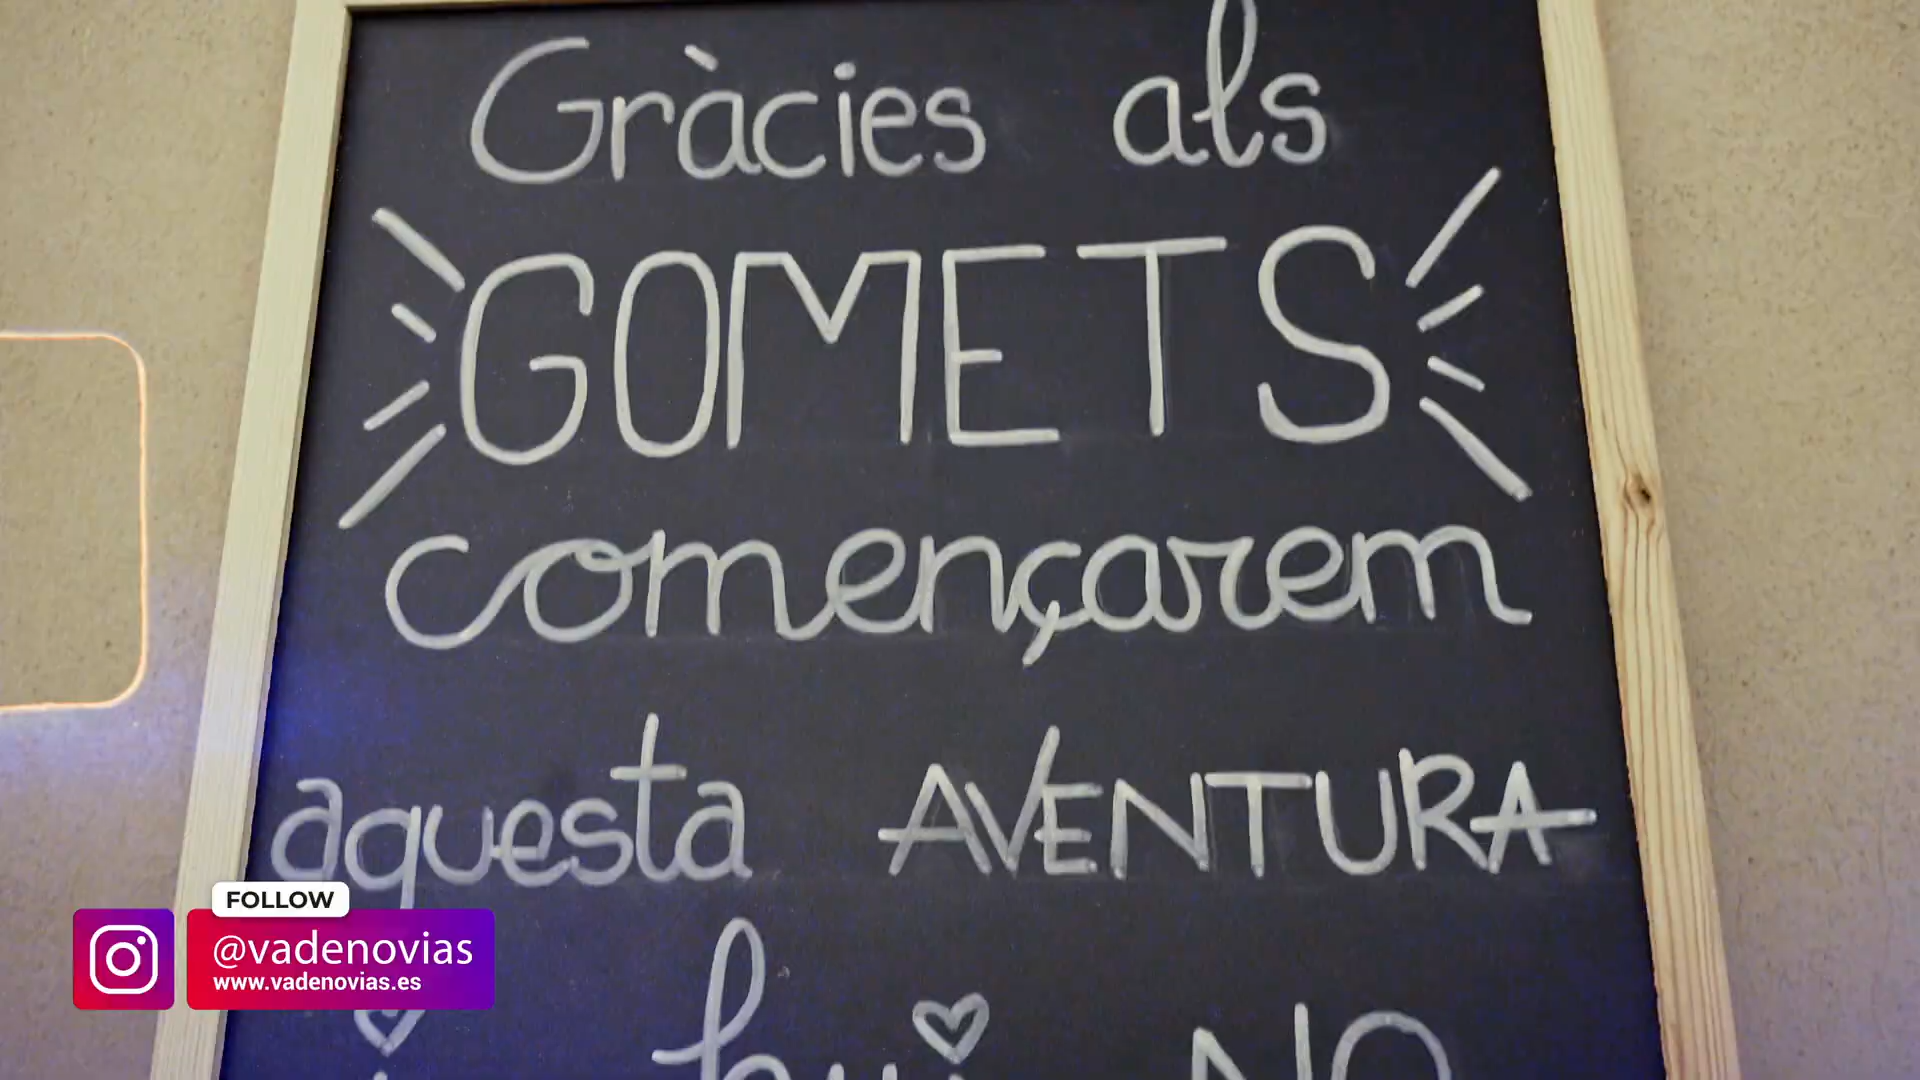 Gràcies als
GOMETS
començarem
aquesta AVENTURA
FOLLOW
@vadenovias
www.vadenovias.es